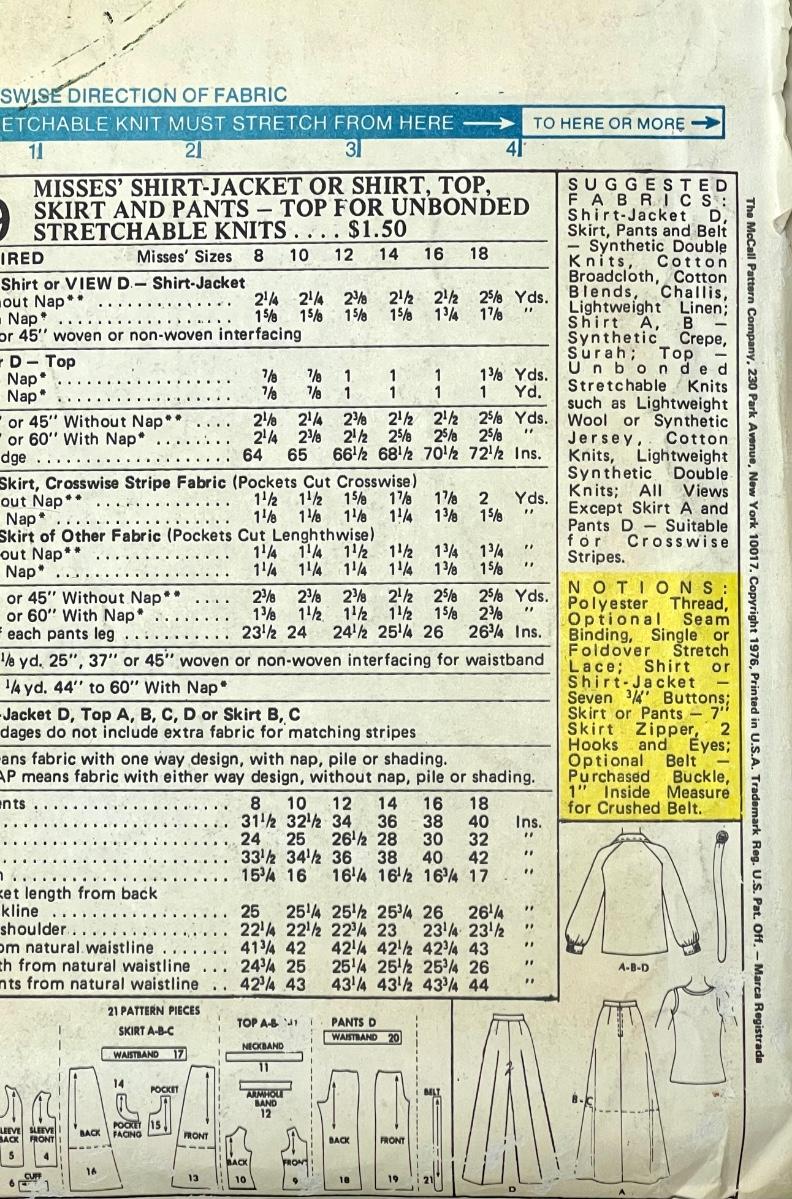 SWISE DIRECTION OF FABRIC
ETCHABLE KNIT MUST STRETCH FROM HERE → TO HERE OR MORE →
1 2 3 4
9
MISSES' SHIRT-JACKET OR SHIRT, TOP,
SKIRT AND PANTS – TOP FOR UNBONDED
STRETCHABLE KNITS .... $1.50
IRED Misses' Sizes 8 10 12 14 16 18
Shirt or VIEW D – Shirt-Jacket
out Nap** 2¼ 2¼ 2⅜ 2½ 2½ 2⅝ Yds.
Nap* 1⅝ 1⅝ 1⅝ 1⅝ 1¾ 1⅞ "
or 45" woven or non-woven interfacing
r D – Top
Nap* ⅞ ⅞ 1 1 1 1⅜ Yds.
Nap* ⅞ ⅞ 1 1 1 1 Yd.
" or 45" Without Nap** 2⅛ 2¼ 2⅜ 2½ 2½ 2⅝ Yds.
" or 60" With Nap* 2¼ 2⅜ 2½ 2⅝ 2⅝ 2⅝ "
dge 64 65 66½ 68½ 70½ 72½ Ins.
Skirt, Crosswise Stripe Fabric (Pockets Cut Crosswise)
out Nap** 1½ 1½ 1⅝ 1⅞ 1⅞ 2 Yds.
Nap* 1⅛ 1⅛ 1⅛ 1¼ 1⅜ 1⅝ "
Skirt of Other Fabric (Pockets Cut Lenghthwise)
out Nap** 1¼ 1¼ 1½ 1½ 1¾ 1¾ "
Nap* 1¼ 1¼ 1¼ 1¼ 1⅜ 1⅝ "
or 45" Without Nap** 2⅜ 2⅜ 2⅜ 2½ 2⅝ 2⅝ Yds.
or 60" With Nap* 1⅜ 1½ 1½ 1½ 1⅝ 2⅜ "
f each pants leg 23½ 24 24½ 25¼ 26 26¾ Ins.
⅛ yd. 25", 37" or 45" woven or non-woven interfacing for waistband
¼ yd. 44" to 60" With Nap*
-Jacket D, Top A, B, C, D or Skirt B, C
dages do not include extra fabric for matching stripes
eans fabric with one way design, with nap, pile or shading.
AP means fabric with either way design, without nap, pile or shading.
ents 8 10 12 14 16 18
31½ 32½ 34 36 38 40 Ins.
24 25 26½ 28 30 32 "
33½ 34½ 36 38 40 42 "
15¾ 16 16¼ 16½ 16¾ 17 "
ket length from back
kline 25 25¼ 25½ 25¾ 26 26¼ "
shoulder 22¼ 22½ 22¾ 23 23¼ 23½ "
om natural waistline 41¾ 42 42¼ 42½ 42¾ 43 "
th from natural waistline 24¾ 25 25¼ 25½ 25¾ 26 "
nts from natural waistline 42¾ 43 43¼ 43½ 43¾ 44 "
SUGGESTED
FABRICS:
Shirt-Jacket D,
Skirt, Pants and Belt
– Synthetic Double
Knits, Cotton
Broadcloth, Cotton
Blends, Challis,
Lightweight Linen;
Shirt A, B –
Synthetic Crepe,
Surah; Top –
Unbonded
Stretchable Knits
such as Lightweight
Wool or Synthetic
Jersey, Cotton
Knits, Lightweight
Synthetic Double
Knits; All Views
Except Skirt A and
Pants D – Suitable
for Crosswise
Stripes.
NOTIONS:
Polyester Thread,
Optional Seam
Binding, Single or
Foldover Stretch
Lace; Shirt or
Shirt-Jacket –
Seven ¾" Buttons;
Skirt or Pants – 7"
Skirt Zipper, 2
Hooks and Eyes;
Optional Belt –
Purchased Buckle,
1" Inside Measure
for Crushed Belt.
The McCall Pattern Company, 230 Park Avenue, New York 10017. Copyright 1976, Printed in U.S.A. Trademark Reg. U.S. Pat. Off. – Marca Registrada
A-B-D
B-C
D
A
21 PATTERN PIECES
SKIRT A-B-C
WAISTBAND 17
14
POCKET FACING
POCKET
15
BACK
16
FRONT
13
SLEEVE BACK
5
SLEEVE FRONT
4
6 CUFF
TOP A-B
NECKBAND
11
ARMHOLE BAND
12
BACK
10
FRONT
9
PANTS D
WAISTBAND 20
BACK
18
FRONT
19
BELT
21